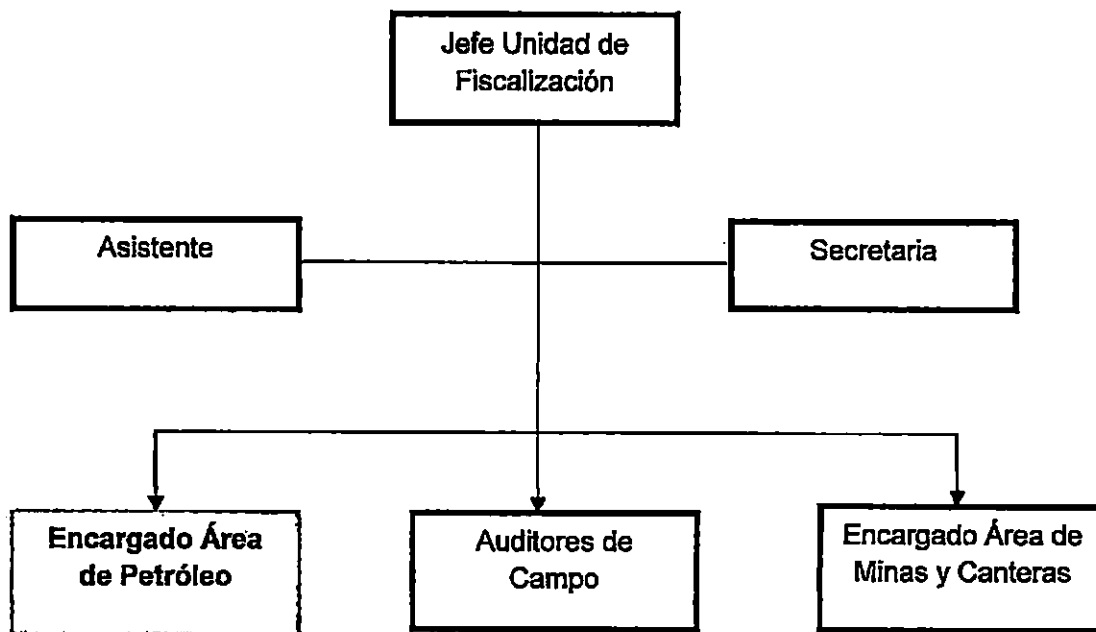 Jefe Unidad de
Fiscalización
Asistente
Secretaria
Encargado Área
de Petróleo
Auditores de
Campo
Encargado Área de
Minas y Canteras